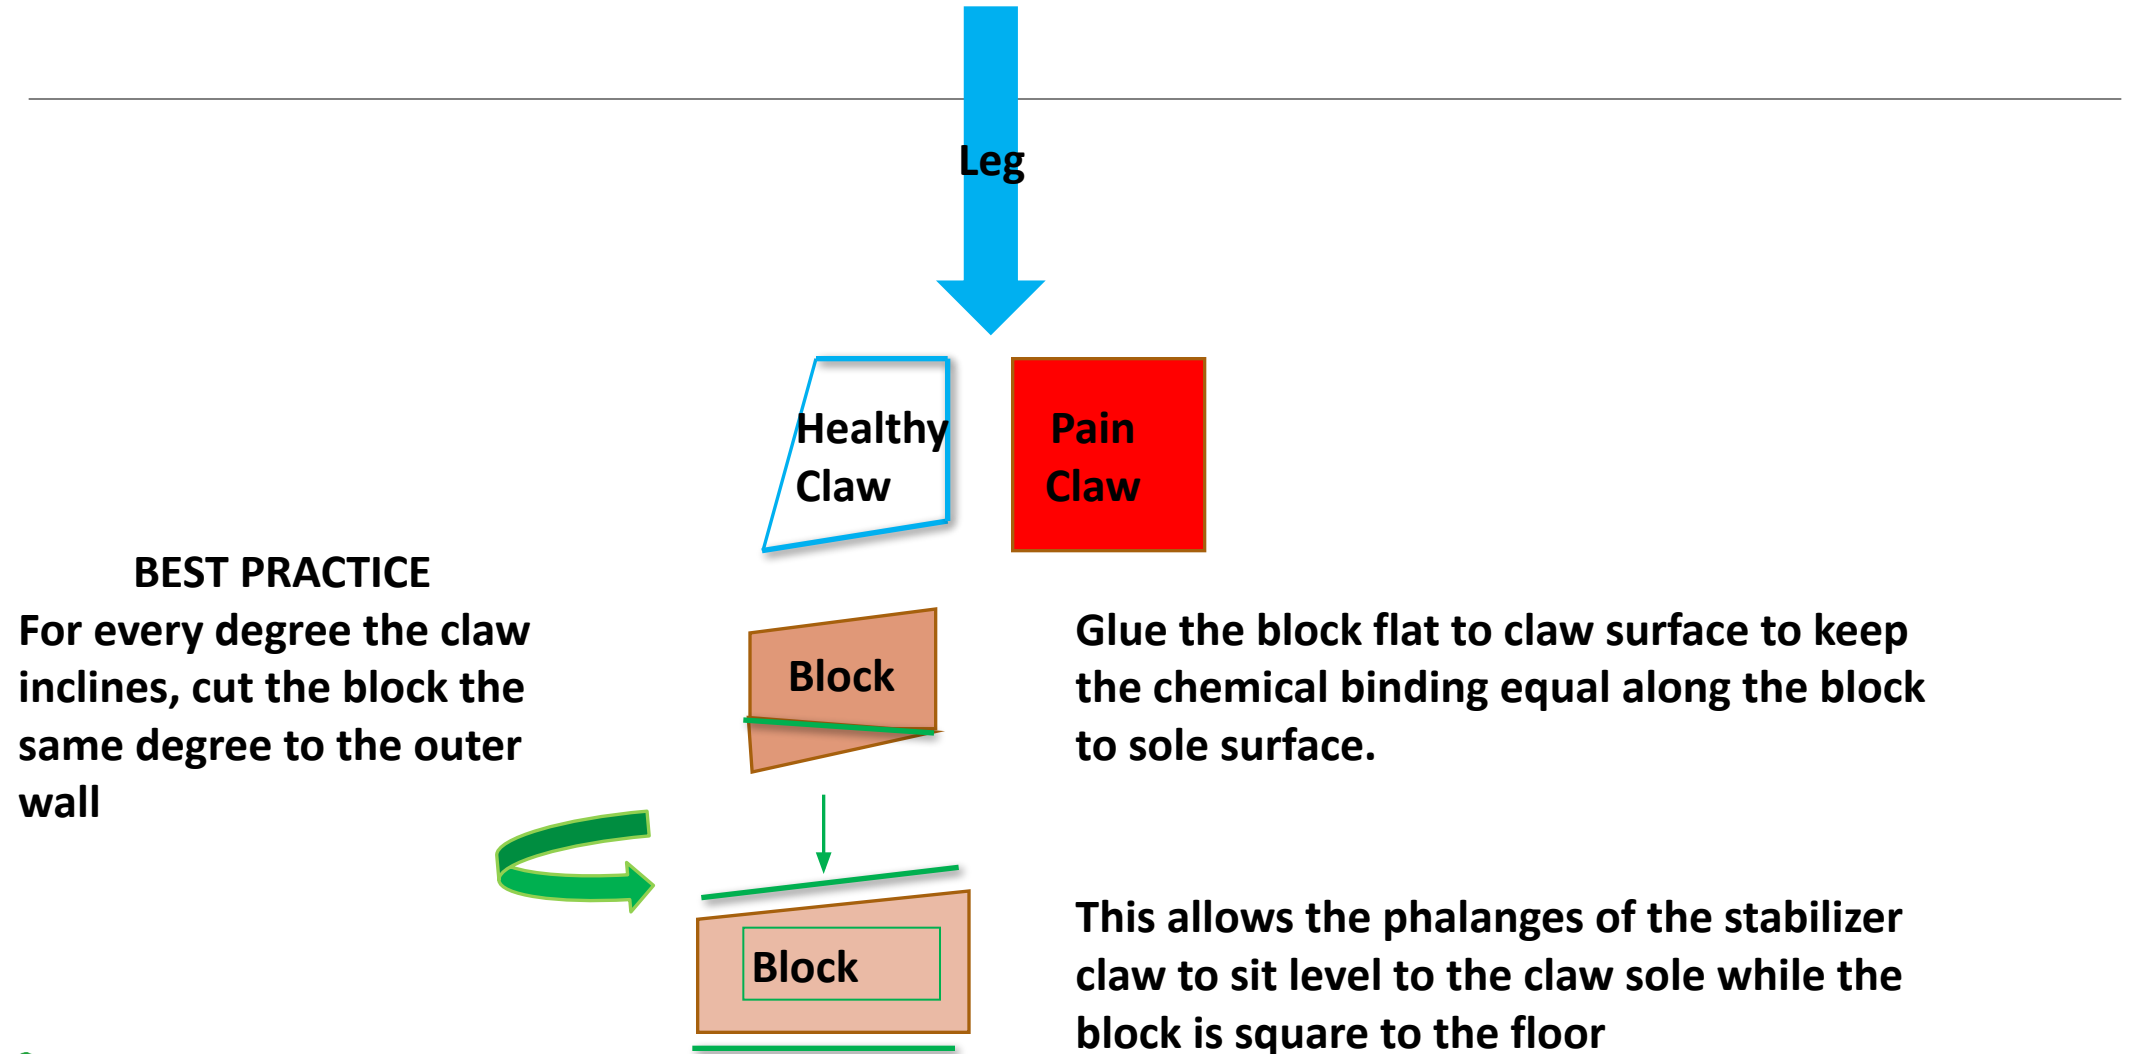 Leg
Healthy
Claw
Pain
Claw
BEST PRACTICE
For every degree the claw
inclines, cut the block the
same degree to the outer
wall
Block
Glue the block flat to claw surface to keep
the chemical binding equal along the block
to sole surface.
Block
This allows the phalanges of the stabilizer
claw to sit level to the claw sole while the
block is square to the floor